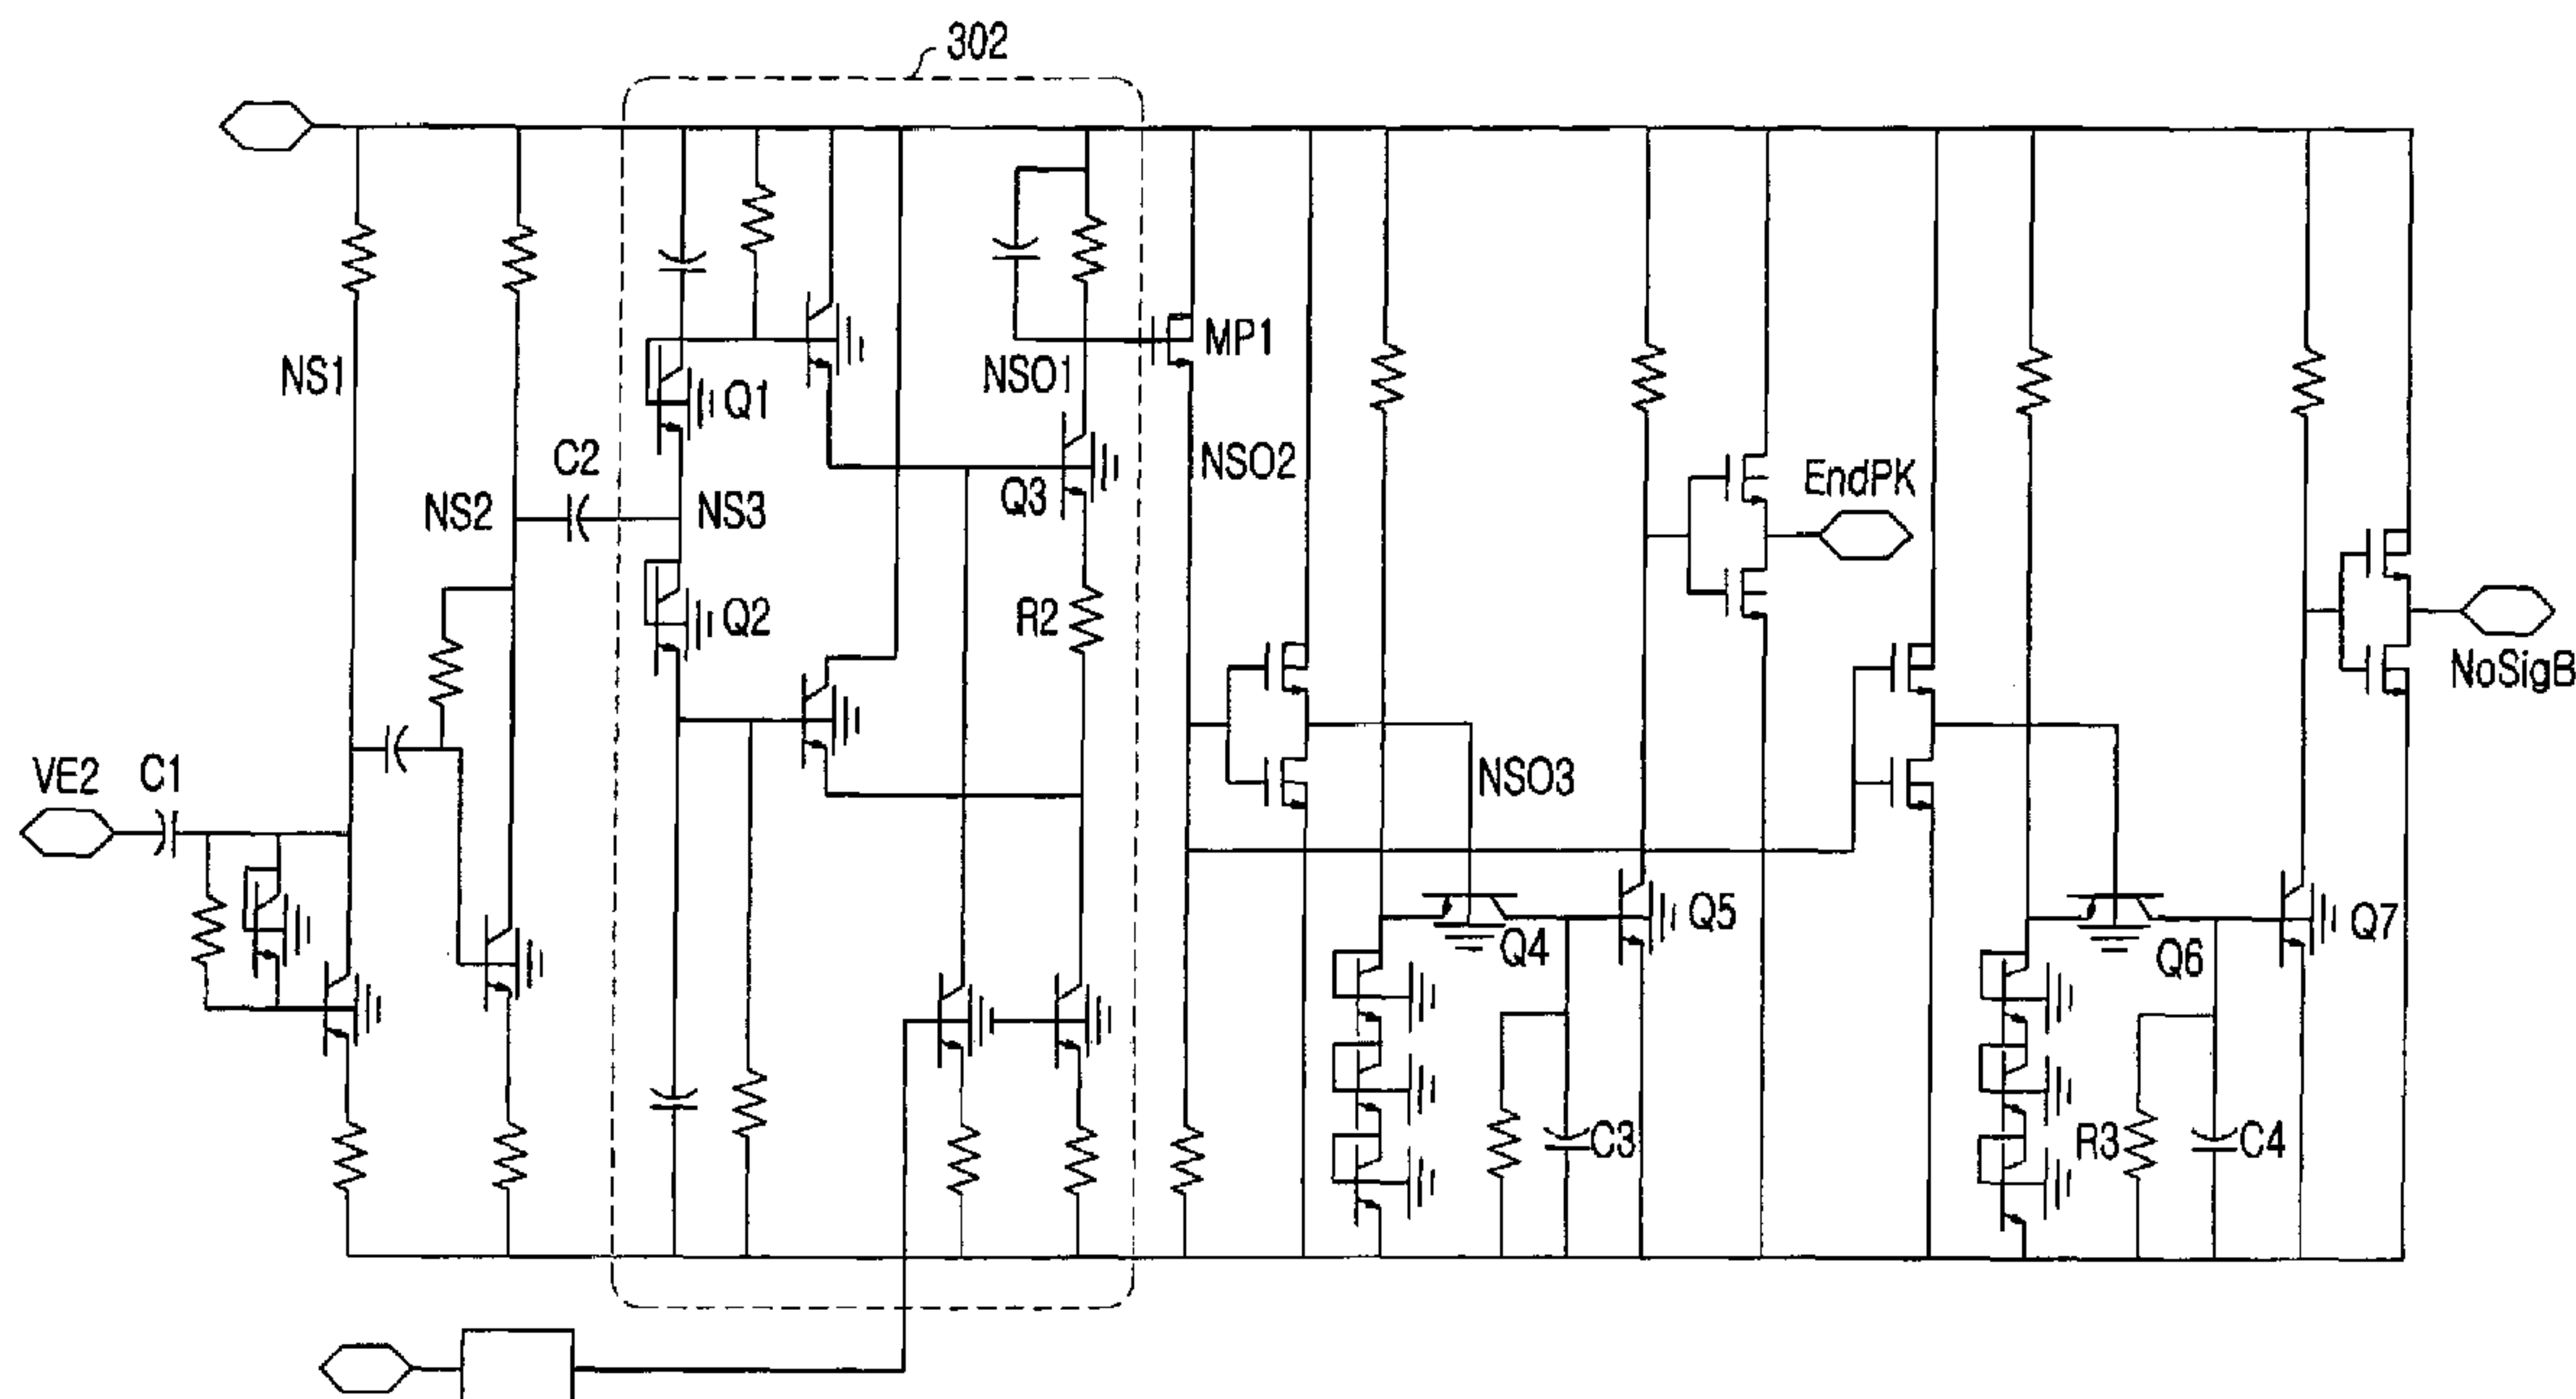 302
NS1
Q1
NSO1
MP1
C2
NS2
NS3
Q3
NSO2
EndPK
Q2
R2
NoSigB
VE2
C1
NSO3
Q4
Q5
Q6
Q7
C3
R3
C4